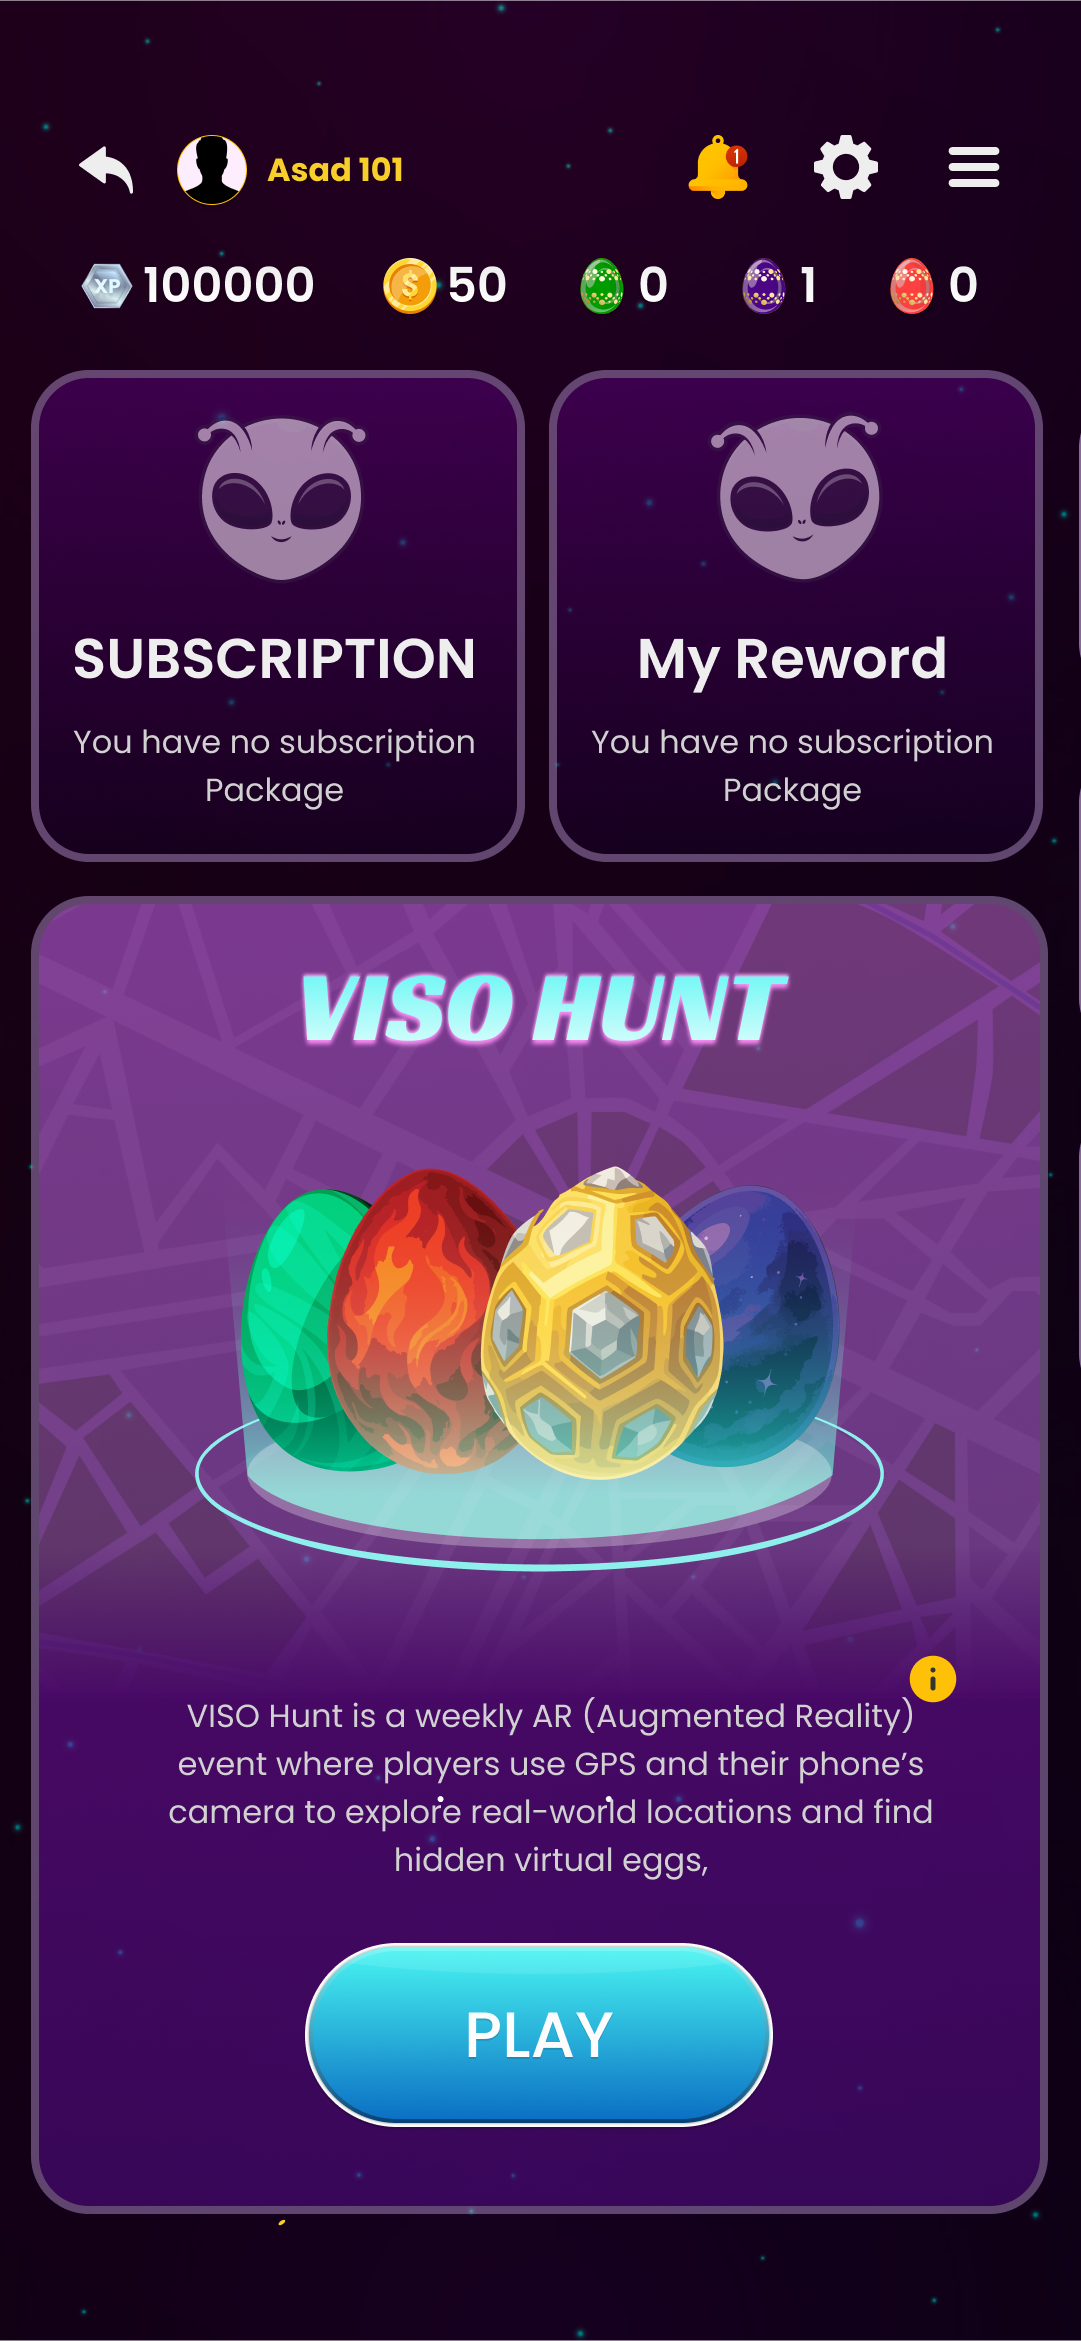 Asad 101
1
XP 100000 $ 50 0 1 0
SUBSCRIPTION
You have no subscription
Package
My Reword
You have no subscription
Package
VISO HUNT
VISO Hunt is a weekly AR (Augmented Reality)
event where players use GPS and their phone’s
camera to explore real-world locations and find
hidden virtual eggs,
PLAY